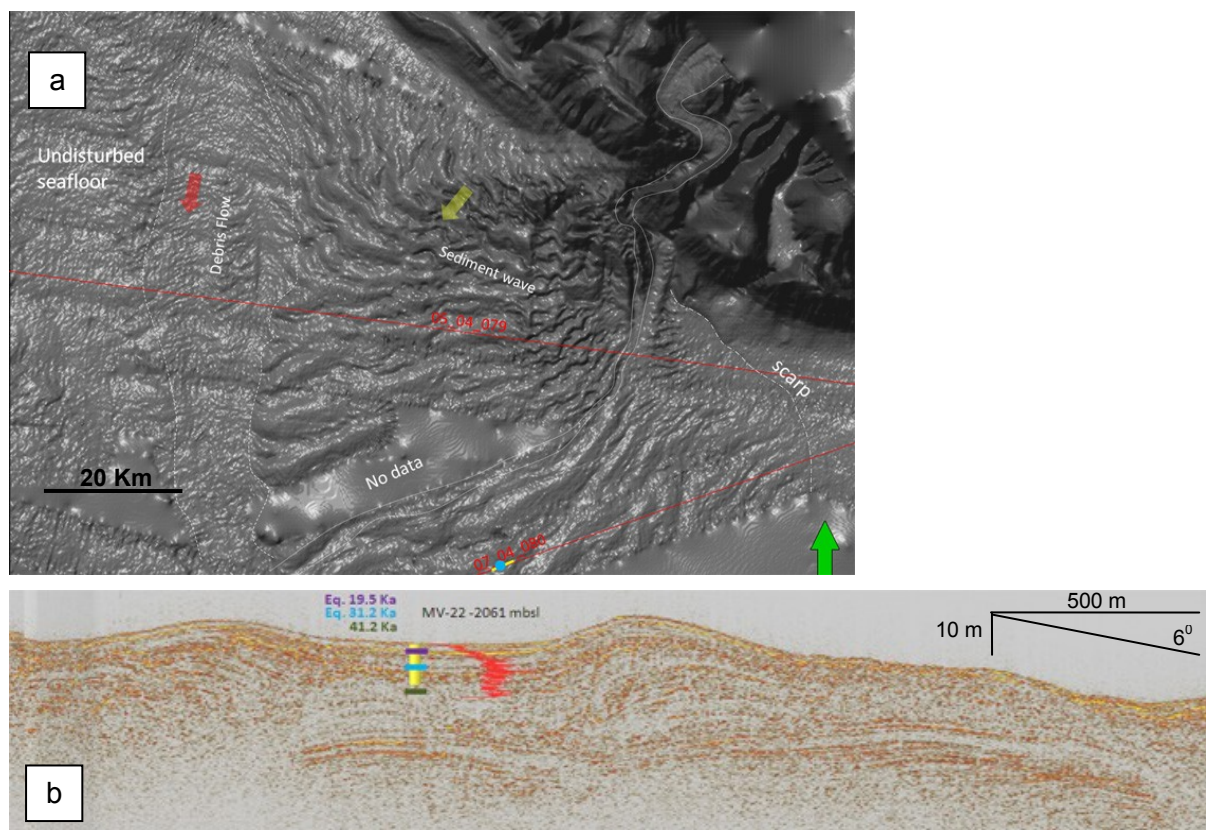 a
Undisturbed
seafloor
Debris Flow
Sediment wave
05_04_079
scarp
No data
20 Km
07_04_080
Eq. 19.5 Ka
Eq. 31.2 Ka
41.2 Ka
MV-22 -2061 mbsl
500 m
10 m
6⁰
b